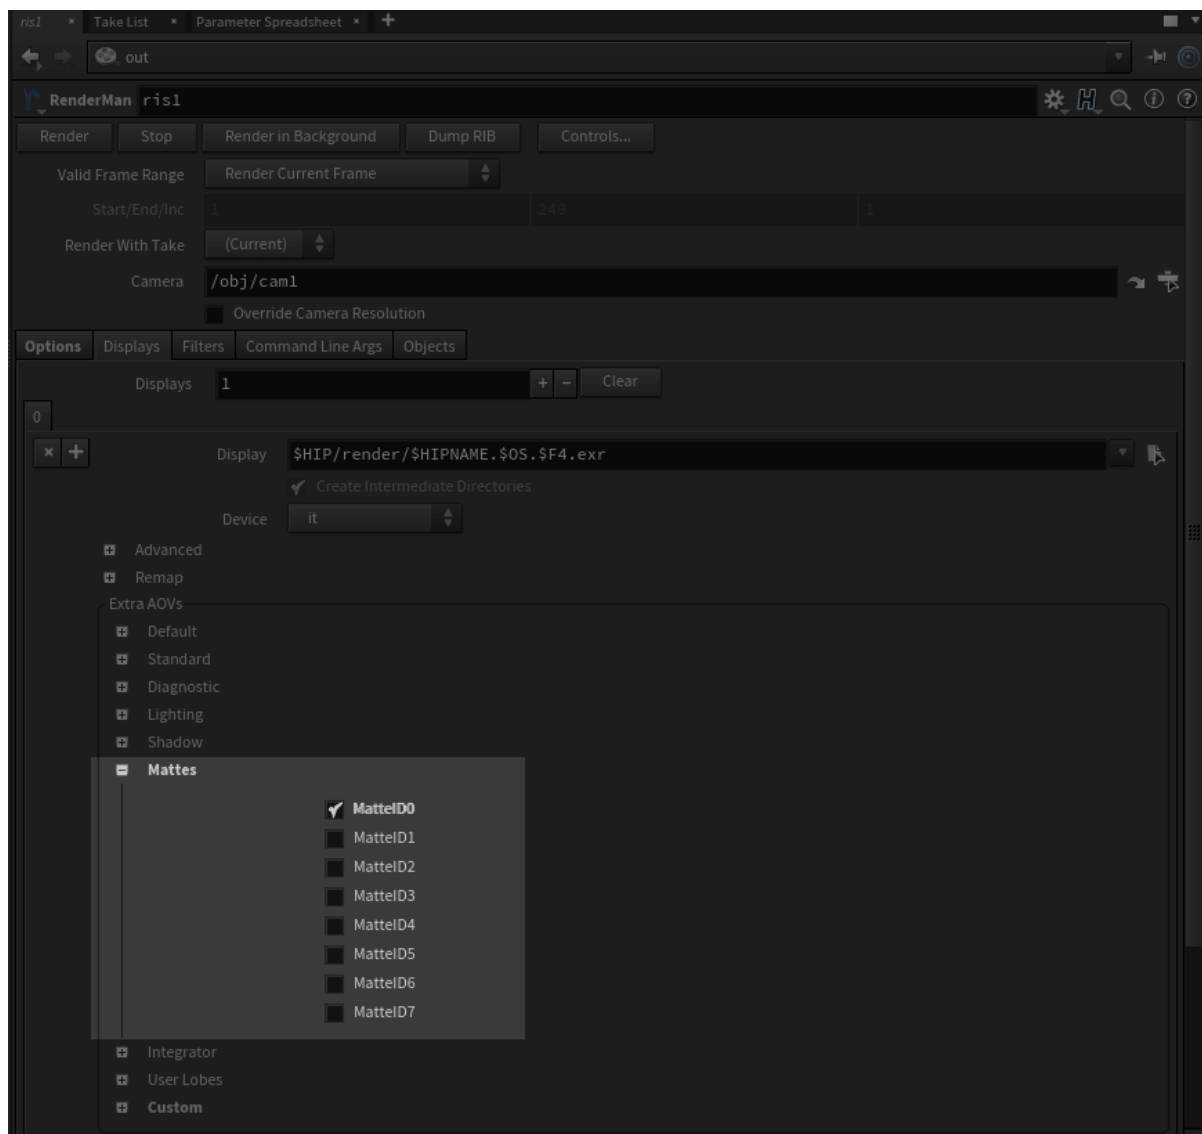 ris1 × Take List × Parameter Spreadsheet × +
out
RenderMan ris1
Render Stop Render in Background Dump RIB Controls...
Valid Frame Range Render Current Frame
Start/End/Inc 1 240 1
Render With Take (Current)
Camera /obj/cam1
Override Camera Resolution
Options Displays Filters Command Line Args Objects
Displays 1 + - Clear
0
× + Display $HIP/render/$HIPNAME.$OS.$F4.exr
Create Intermediate Directories
Device it
Advanced
Remap
Extra AOVs
Default
Standard
Diagnostic
Lighting
Shadow
Mattes
MatteID0
MatteID1
MatteID2
MatteID3
MatteID4
MatteID5
MatteID6
MatteID7
Integrator
User Lobes
Custom